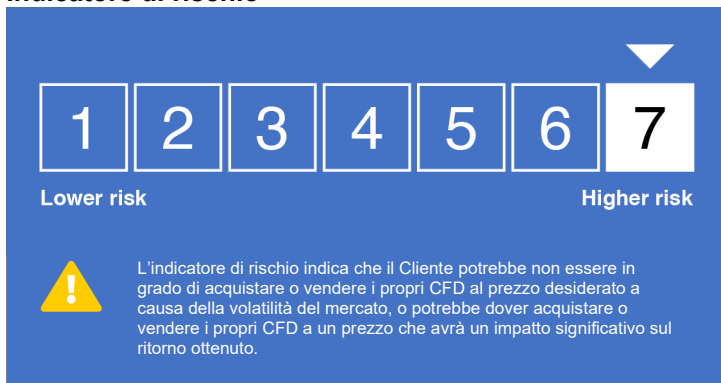 Indicatore di rischio
1 2 3 4 5 6 7
Lower risk Higher risk
L'indicatore di rischio indica che il Cliente potrebbe non essere in
grado di acquistare o vendere i propri CFD al prezzo desiderato a
causa della volatilità del mercato, o potrebbe dover acquistare o
vendere i propri CFD a un prezzo che avrà un impatto significativo sul
ritorno ottenuto.